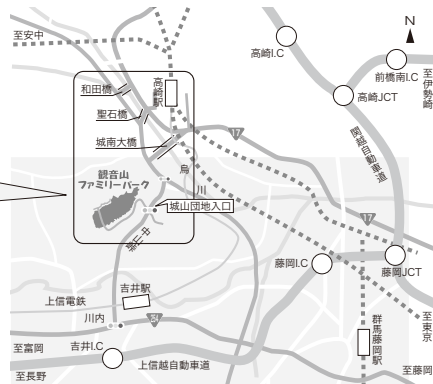 至安中
N
高崎I.C
前橋南I.C
至伊勢崎
高崎JCT
和田橋
高崎駅
聖石橋
城南大橋
17
関越自動車道
烏川
観音山
ファミリーパーク
城山団地入口
17
藤岡I.C
藤岡JCT
吉井駅
上信電鉄
川内
254
群馬藤岡駅
至東京
至富岡
吉井I.C
上信越自動車道
至長野
至藤岡